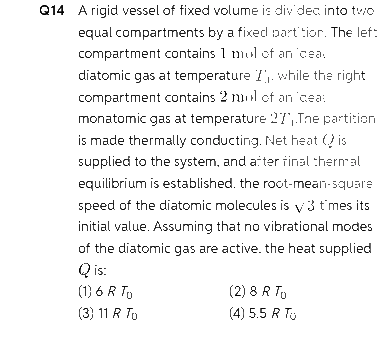 Q14 A rigid vessel of fixed volume is divided into two
equal compartments by a fixed partition. The left
compartment contains 1 mol of an ideal
diatomic gas at temperature T₁. while the right
compartment contains 2 mol of an ideal
monatomic gas at temperature 2T₁.The partition
is made thermally conducting. Net heat Q is
supplied to the system, and after final thermal
equilibrium is established. the root-mean-square
speed of the diatomic molecules is √3 times its
initial value. Assuming that no vibrational modes
of the diatomic gas are active. the heat supplied
Q is:
(1) 6 R T₀ (2) 8 R T₀
(3) 11 R T₀ (4) 5.5 R T₀